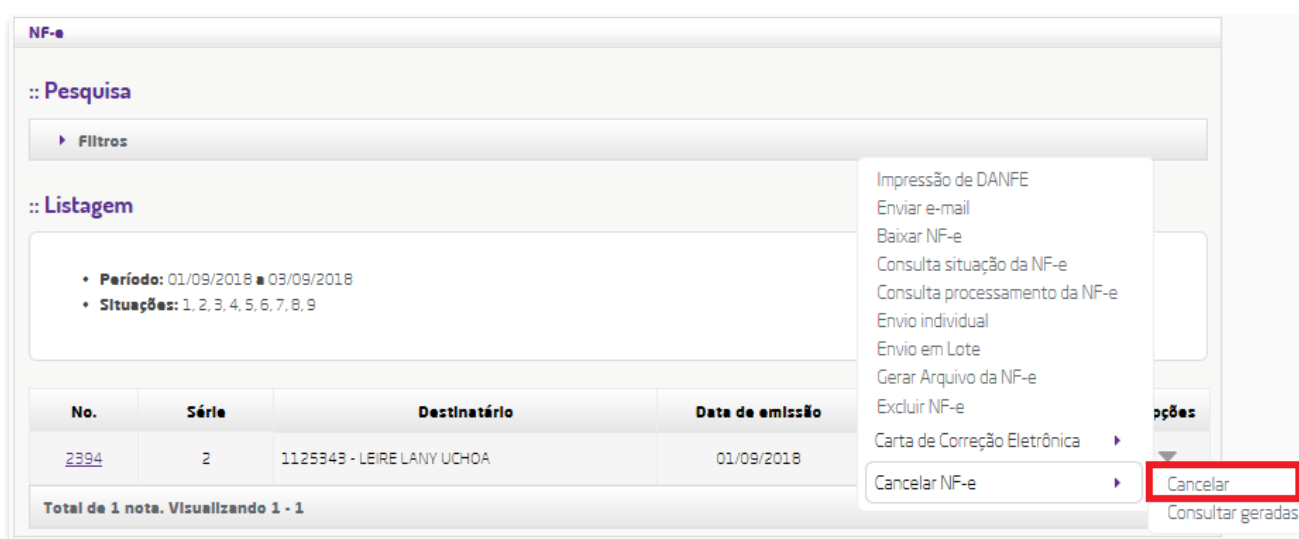 NF-e
:: Pesquisa
Filtros
:: Listagem
• Período: 01/09/2018 a 03/09/2018
• Situações: 1, 2, 3, 4, 5, 6, 7, 8, 9
No. Série Destinatário Data de emissão pções
2394 2 1125343 - LEIRE LANY UCHOA 01/09/2018
Total de 1 nota. Visualizando 1 - 1
Impressão de DANFE
Enviar e-mail
Baixar NF-e
Consulta situação da NF-e
Consulta processamento da NF-e
Envio individual
Envio em Lote
Gerar Arquivo da NF-e
Excluir NF-e
Carta de Correção Eletrônica
Cancelar NF-e
Cancelar
Consultar geradas